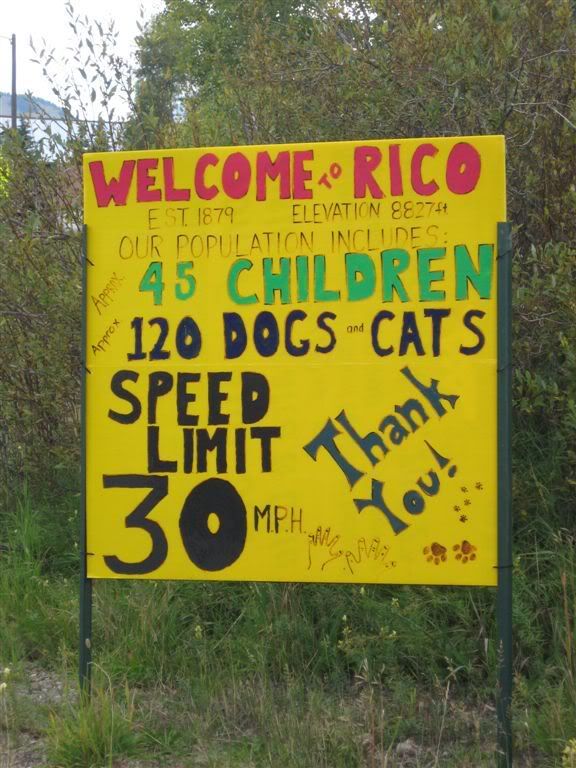 WELCOME TO RICO
EST. 1879 ELEVATION 8827ft
OUR POPULATION INCLUDES:
Approx 45 CHILDREN
Approx 120 DOGS and CATS
SPEED
LIMIT
30 M.P.H.
Thank
You!